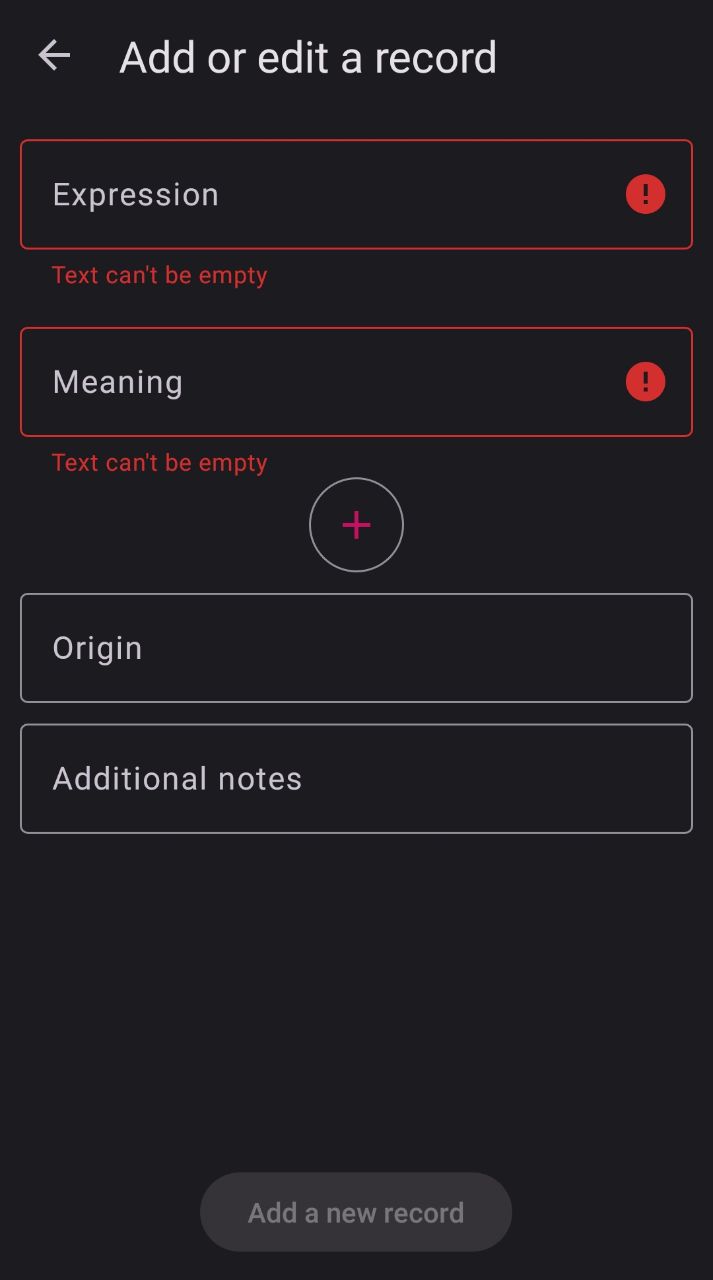 Add or edit a record
Expression
Text can't be empty
Meaning
Text can't be empty
Origin
Additional notes
Add a new record